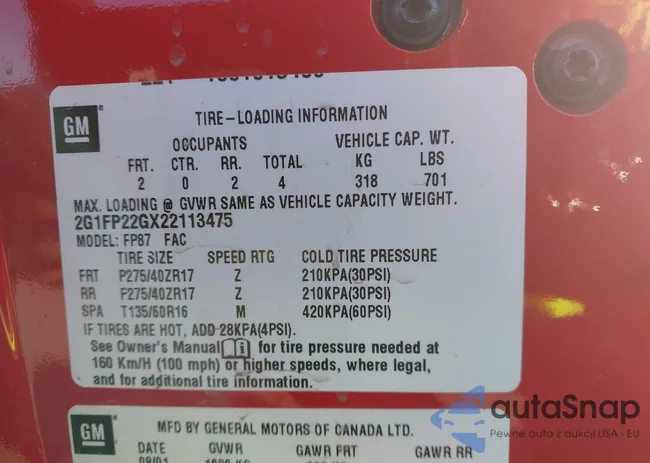 TIRE-LOADING INFORMATION
GM
OCCUPANTS VEHICLE CAP. WT.
FRT. CTR. RR. TOTAL KG LBS
2 0 2 4 318 701
MAX. LOADING @ GVWR SAME AS VEHICLE CAPACITY WEIGHT.
2G1FP22GX22113475
MODEL: FP87 FAC
TIRE SIZE SPEED RTG COLD TIRE PRESSURE
FRT P275/40ZR17 Z 210KPA(30PSI)
RR P275/40ZR17 Z 210KPA(30PSI)
SPA T135/60R16 M 420KPA(60PSI)
IF TIRES ARE HOT, ADD 28KPA(4PSI).
See Owner's Manual for tire pressure needed at
160 Km/H (100 mph) or higher speeds, where legal,
and for additional tire information.
GM MFD BY GENERAL MOTORS OF CANADA LTD.
DATE GVWR GAWR FRT GAWR RR
autaSnap
Pewne auta z aukcji USA i EU